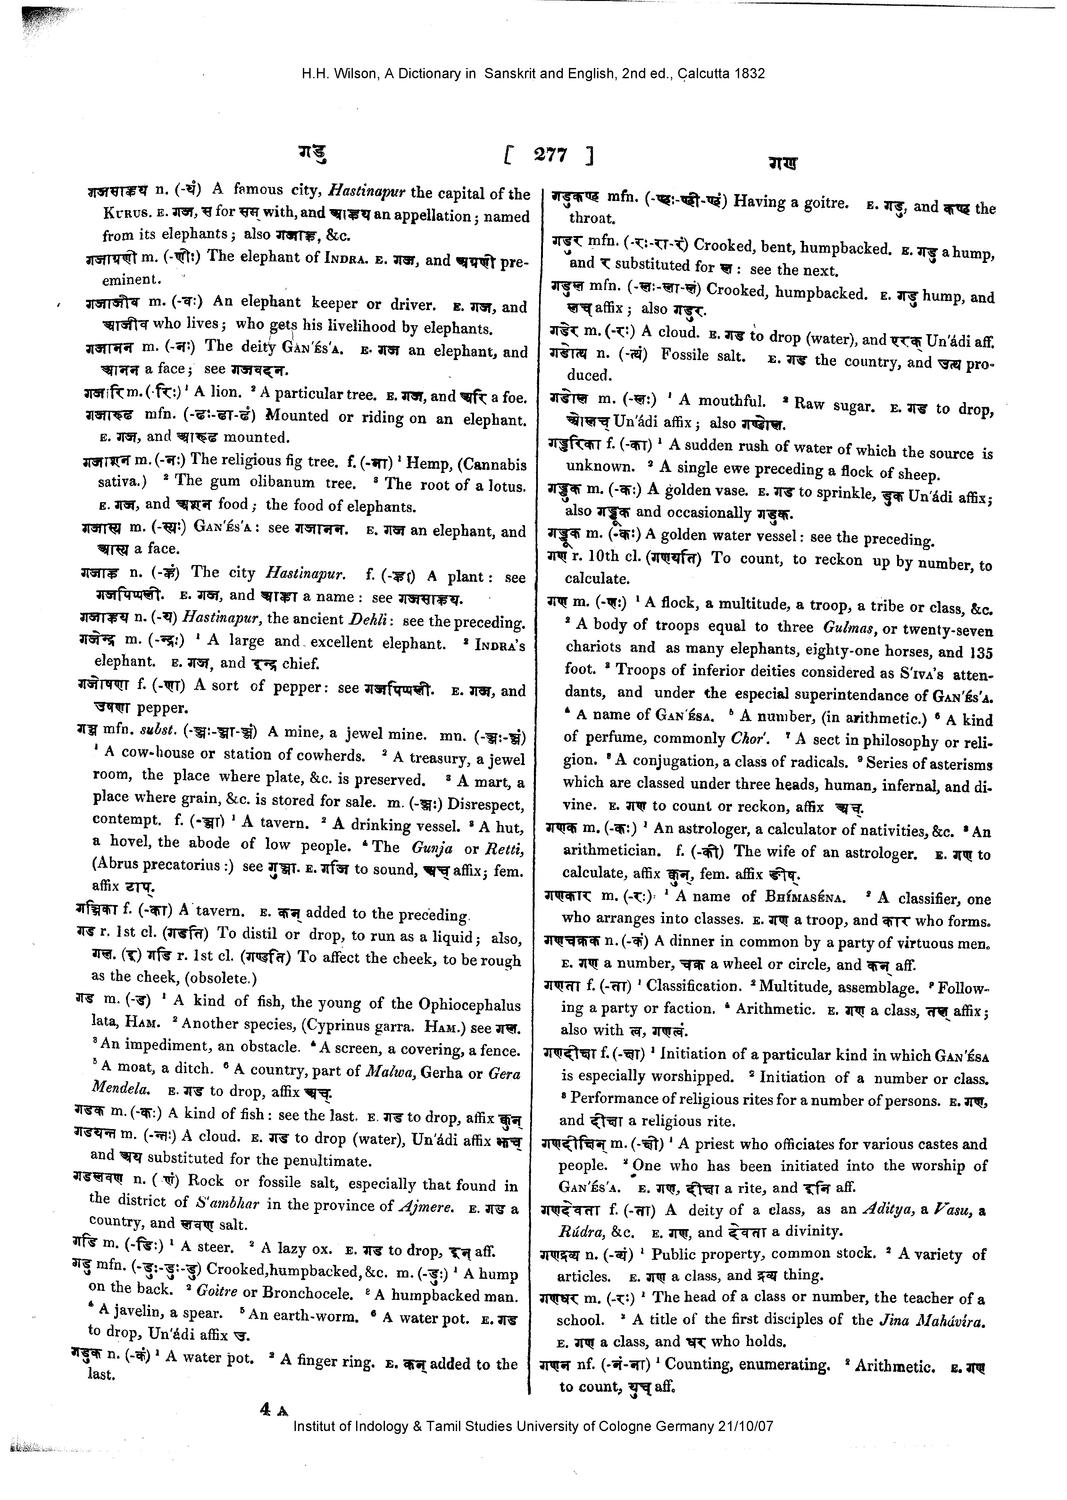 H.H. Wilson, A Dictionary in Sanskrit and English, 2nd ed., Calcutta 1832
गडु [ 277 ] गण
गजसाह्वय n. (-यं) A famous city, Hastinapur the capital of the
KURUS. E. गज, स for सम् with, and आह्वय an appellation; named
from its elephants; also गजाह्व, &c.
गजाग्रणी m. (-णीः) The elephant of INDRA. E. गज, and अग्रणी pre-
eminent.
गजाजीव m. (-वः) An elephant keeper or driver. E. गज, and
आजीव who lives; who gets his livelihood by elephants.
गजानन m. (-नः) The deity GAN'ÉS'A. E. गज an elephant, and
आनन a face; see गजवदन.
गजारि m. (-रिः) ¹ A lion. ² A particular tree. E. गज, and अरि a foe.
गजारूढ mfn. (-ढः-ढा-ढं) Mounted or riding on an elephant.
E. गज, and आरूढ mounted.
गजाशन m. (-नः) The religious fig tree. f. (-ना) ¹ Hemp, (Cannabis
sativa.) ² The gum olibanum tree. ³ The root of a lotus.
E. गज, and अशन food; the food of elephants.
गजास्य m. (-स्यः) GAN'ÉS'A: see गजानन. E. गज an elephant, and
आस्य a face.
गजाह्व n. (-ह्वं) The city Hastinapur. f. (-ह्वा) A plant: see
गजपिप्पली. E. गज, and आह्वा a name: see गजसाह्वय.
गजाह्वय n. (-य) Hastinapur, the ancient Dehli: see the preceding.
गजेन्द्र m. (-न्द्रः) ¹ A large and excellent elephant. ² INDRA'S
elephant. E. गज, and इन्द्र chief.
गजोषणा f. (-णा) A sort of pepper: see गजपिप्पली. E. गज, and
उषणा pepper.
गञ्ज mfn. subst. (-ञ्जः-ञ्जा-ञ्जं) A mine, a jewel mine. mn. (-ञ्जः-ञ्जं)
¹ A cow-house or station of cowherds. ² A treasury, a jewel
room, the place where plate, &c. is preserved. ³ A mart, a
place where grain, &c. is stored for sale. m. (-ञ्जः) Disrespect,
contempt. f. (-ञ्जा) ¹ A tavern. ² A drinking vessel. ³ A hut,
a hovel, the abode of low people. ⁴ The Gunja or Retti,
(Abrus precatorius:) see गुञ्जा. E. गजि to sound, अच् affix; fem.
affix टाप्.
गञ्जिका f. (-का) A tavern. E. कन् added to the preceding.
गड r. 1st cl. (गडति) To distil or drop, to run as a liquid; also,
गल. (इ) गडि r. 1st cl. (गण्डति) To affect the cheek, to be rough
as the cheek, (obsolete.)
गड m. (-ड) ¹ A kind of fish, the young of the Ophiocephalus
lata, HAM. ² Another species, (Cyprinus garra. HAM.) see गल.
³ An impediment, an obstacle. ⁴ A screen, a covering, a fence.
⁵ A moat, a ditch. ⁶ A country, part of Malwa, Gerha or Gera
Mendela. E. गड to drop, affix अच्.
गडक m. (-कः) A kind of fish: see the last. E. गड to drop, affix कुन्
गडयन्त m. (-न्तः) A cloud. E. गड to drop (water), Un'ádi affix झच्
and अय substituted for the penultimate.
गडलवण n. (-णं) Rock or fossile salt, especially that found in
the district of S'ambhar in the province of Ajmere. E. गड a
country, and लवण salt.
गडि m. (-डिः) ¹ A steer. ² A lazy ox. E. गड to drop, इन् aff.
गडु mfn. (-डुः-डुः-डु) Crooked, humpbacked, &c. m. (-डुः) ¹ A hump
on the back. ² Goitre or Bronchocele. ³ A humpbacked man.
⁴ A javelin, a spear. ⁵ An earth-worm. ⁶ A water pot. E. गड
to drop, Un'ádi affix उ.
गडुक n. (-कं) ¹ A water pot. ² A finger ring. E. कन् added to the
last.
4 A
गडुकण्ठ mfn. (-ण्ठः-ण्ठी-ण्ठं) Having a goitre. E. गडु, and कण्ठ the
throat.
गडुर mfn. (-रः-रा-रं) Crooked, bent, humpbacked. E. गडु a hump,
and र substituted for ल: see the next.
गडुल mfn. (-लः-ला-लं) Crooked, humpbacked. E. गडु hump, and
लच् affix; also गडुर.
गडेर m. (-रः) A cloud. E. गड to drop (water), and एरक् Un'ádi aff.
गडोत्य n. (-त्यं) Fossile salt. E. गड the country, and उत्य pro-
duced.
गडोल m. (-लः) ¹ A mouthful. ² Raw sugar. E. गड to drop,
ओलच् Un'ádi affix; also गण्डोल.
गड्डरिका f. (-का) ¹ A sudden rush of water of which the source is
unknown. ² A single ewe preceding a flock of sheep.
गड्डुक m. (-कः) A golden vase. E. गड to sprinkle, डुक Un'ádi affix;
also गड्डूक and occasionally गडुक.
गड्डूक m. (-कः) A golden water vessel: see the preceding.
गण r. 10th cl. (गणयति) To count, to reckon up by number, to
calculate.
गण m. (-णः) ¹ A flock, a multitude, a troop, a tribe or class, &c.
² A body of troops equal to three Gulmas, or twenty-seven
chariots and as many elephants, eighty-one horses, and 135
foot. ³ Troops of inferior deities considered as S'IVA's atten-
dants, and under the especial superintendance of GAN'ÉS'A.
⁴ A name of GAN'ÉSA. ⁵ A number, (in arithmetic.) ⁶ A kind
of perfume, commonly Chor'. ⁷ A sect in philosophy or reli-
gion. ⁸ A conjugation, a class of radicals. ⁹ Series of asterisms
which are classed under three heads, human, infernal, and di-
vine. E. गण to count or reckon, affix अच्.
गणक m. (-कः) ¹ An astrologer, a calculator of nativities, &c. ² An
arithmetician. f. (-की) The wife of an astrologer. E. गण to
calculate, affix कुन्, fem. affix ङीष्.
गणकार m. (-रः) ¹ A name of BHÍMASÉNA. ² A classifier, one
who arranges into classes. E. गण a troop, and कार who forms.
गणचक्रक n. (-कं) A dinner in common by a party of virtuous men.
E. गण a number, चक्र a wheel or circle, and कन् aff.
गणता f. (-ता) ¹ Classification. ² Multitude, assemblage. ³ Follow-
ing a party or faction. ⁴ Arithmetic. E. गण a class, तल् affix;
also with त्व, गणत्वं.
गणदीक्षा f. (-क्षा) ¹ Initiation of a particular kind in which GAN'ÉSA
is especially worshipped. ² Initiation of a number or class.
³ Performance of religious rites for a number of persons. E. गण,
and दीक्षा a religious rite.
गणदीक्षिन् m. (-क्षी) ¹ A priest who officiates for various castes and
people. ² One who has been initiated into the worship of
GAN'ÉS'A. E. गण, दीक्षा a rite, and इनि aff.
गणदेवता f. (-ता) A deity of a class, as an Aditya, a Vasu, a
Rúdra, &c. E. गण, and देवता a divinity.
गणद्रव्य n. (-व्यं) ¹ Public property, common stock. ² A variety of
articles. E. गण a class, and द्रव्य thing.
गणधर m. (-रः) ¹ The head of a class or number, the teacher of a
school. ² A title of the first disciples of the Jina Mahávira.
E. गण a class, and धर who holds.
गणन nf. (-नं-ना) ¹ Counting, enumerating. ² Arithmetic. E. गण
to count, युच् aff.
Institut of Indology & Tamil Studies University of Cologne Germany 21/10/07